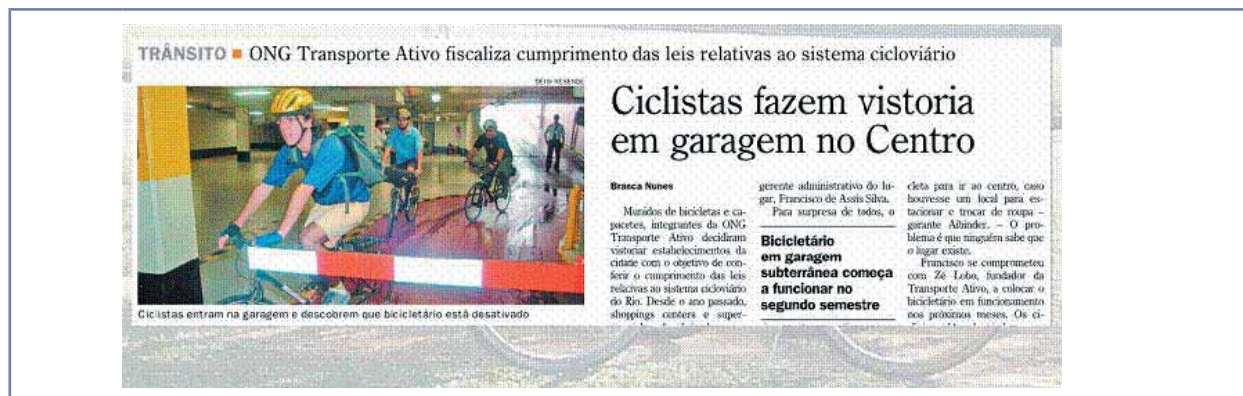 TRÂNSITO ■ ONG Transporte Ativo fiscaliza cumprimento das leis relativas ao sistema cicloviário
Ciclistas fazem vistoria
em garagem no Centro
Ciclistas entram na garagem e descobrem que bicicletário está desativado
Branca Nunes
Munidos de bicicletas e ca-
pacetes, integrantes da ONG
Transporte Ativo decidiram
vistoriar estabelecimentos da
cidade com o objetivo de con-
ferir o cumprimento das leis
relativas ao sistema cicloviário
do Rio. Desde o ano passado,
shoppings centers e super-
gerente administrativo do lu-
gar, Francisco de Assis Silva.
Para surpresa de todos, o
Bicicletário
em garagem
subterrânea começa
a funcionar no
segundo semestre
cleta para ir ao centro, caso
houvesse um local para es-
tacionar e trocar de roupa –
garante Aibinder. – O pro-
blema é que ninguém sabe que
o lugar existe.
Francisco se comprometeu
com Zé Lobo, fundador da
Transporte Ativo, a colocar o
bicicletário em funcionamento
nos próximos meses. Os ci-